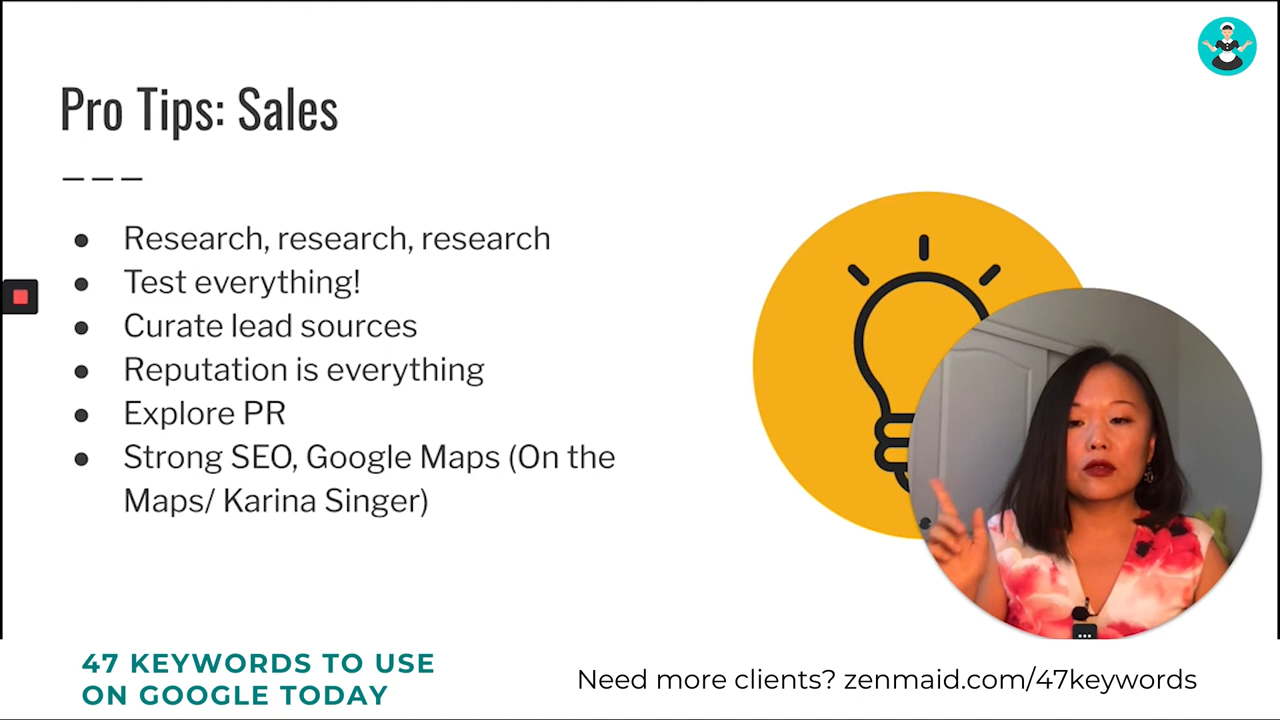 Pro Tips: Sales
● Research, research, research
● Test everything!
● Curate lead sources
● Reputation is everything
● Explore PR
● Strong SEO, Google Maps (On the
Maps/ Karina Singer)
47 KEYWORDS TO USE
ON GOOGLE TODAY
Need more clients? zenmaid.com/47keywords